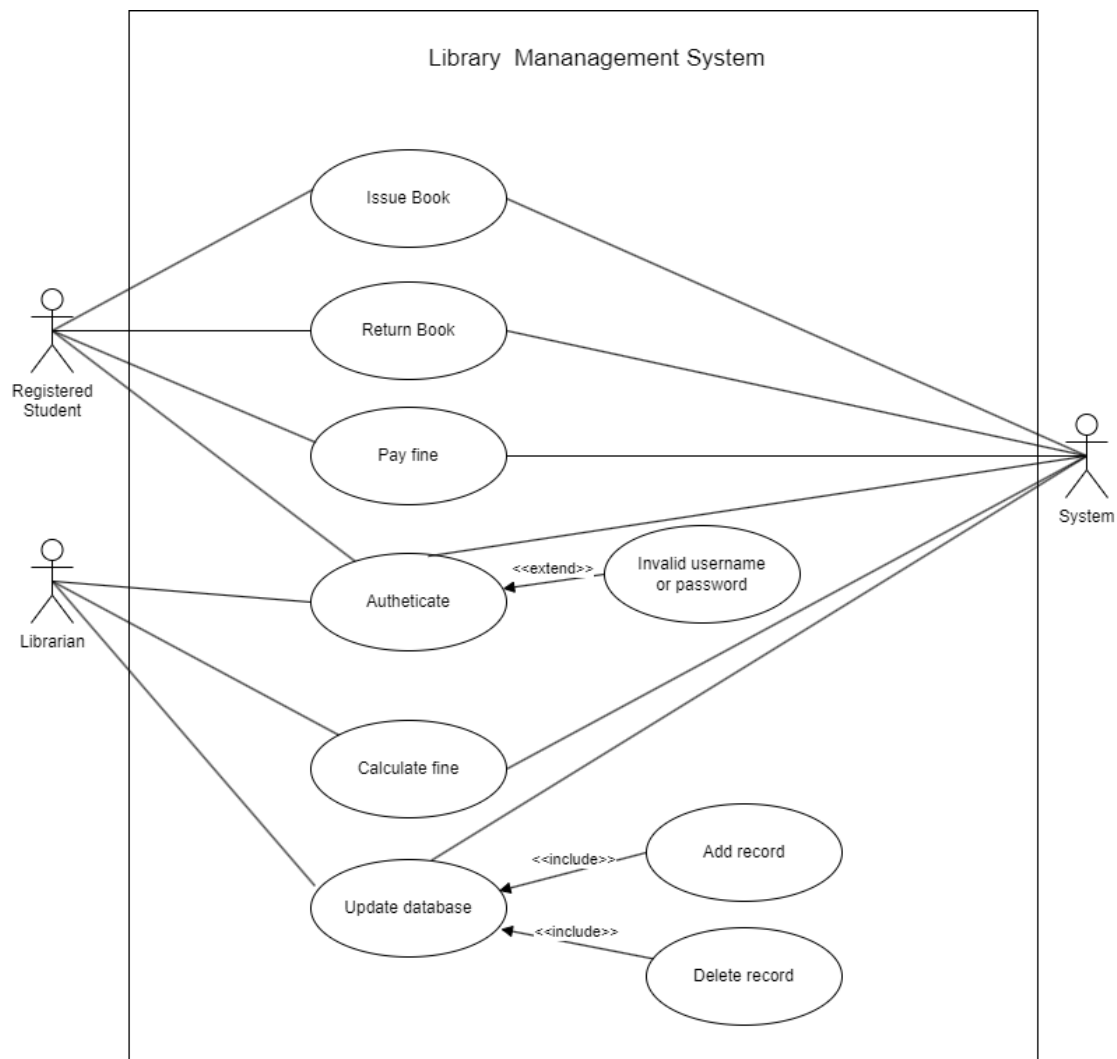 Library Mananagement System
Issue Book
Return Book
Registered
Student
Pay fine
System
Invalid username
or password
<<extend>>
Autheticate
Librarian
Calculate fine
Add record
<<include>>
Update database
<<include>>
Delete record